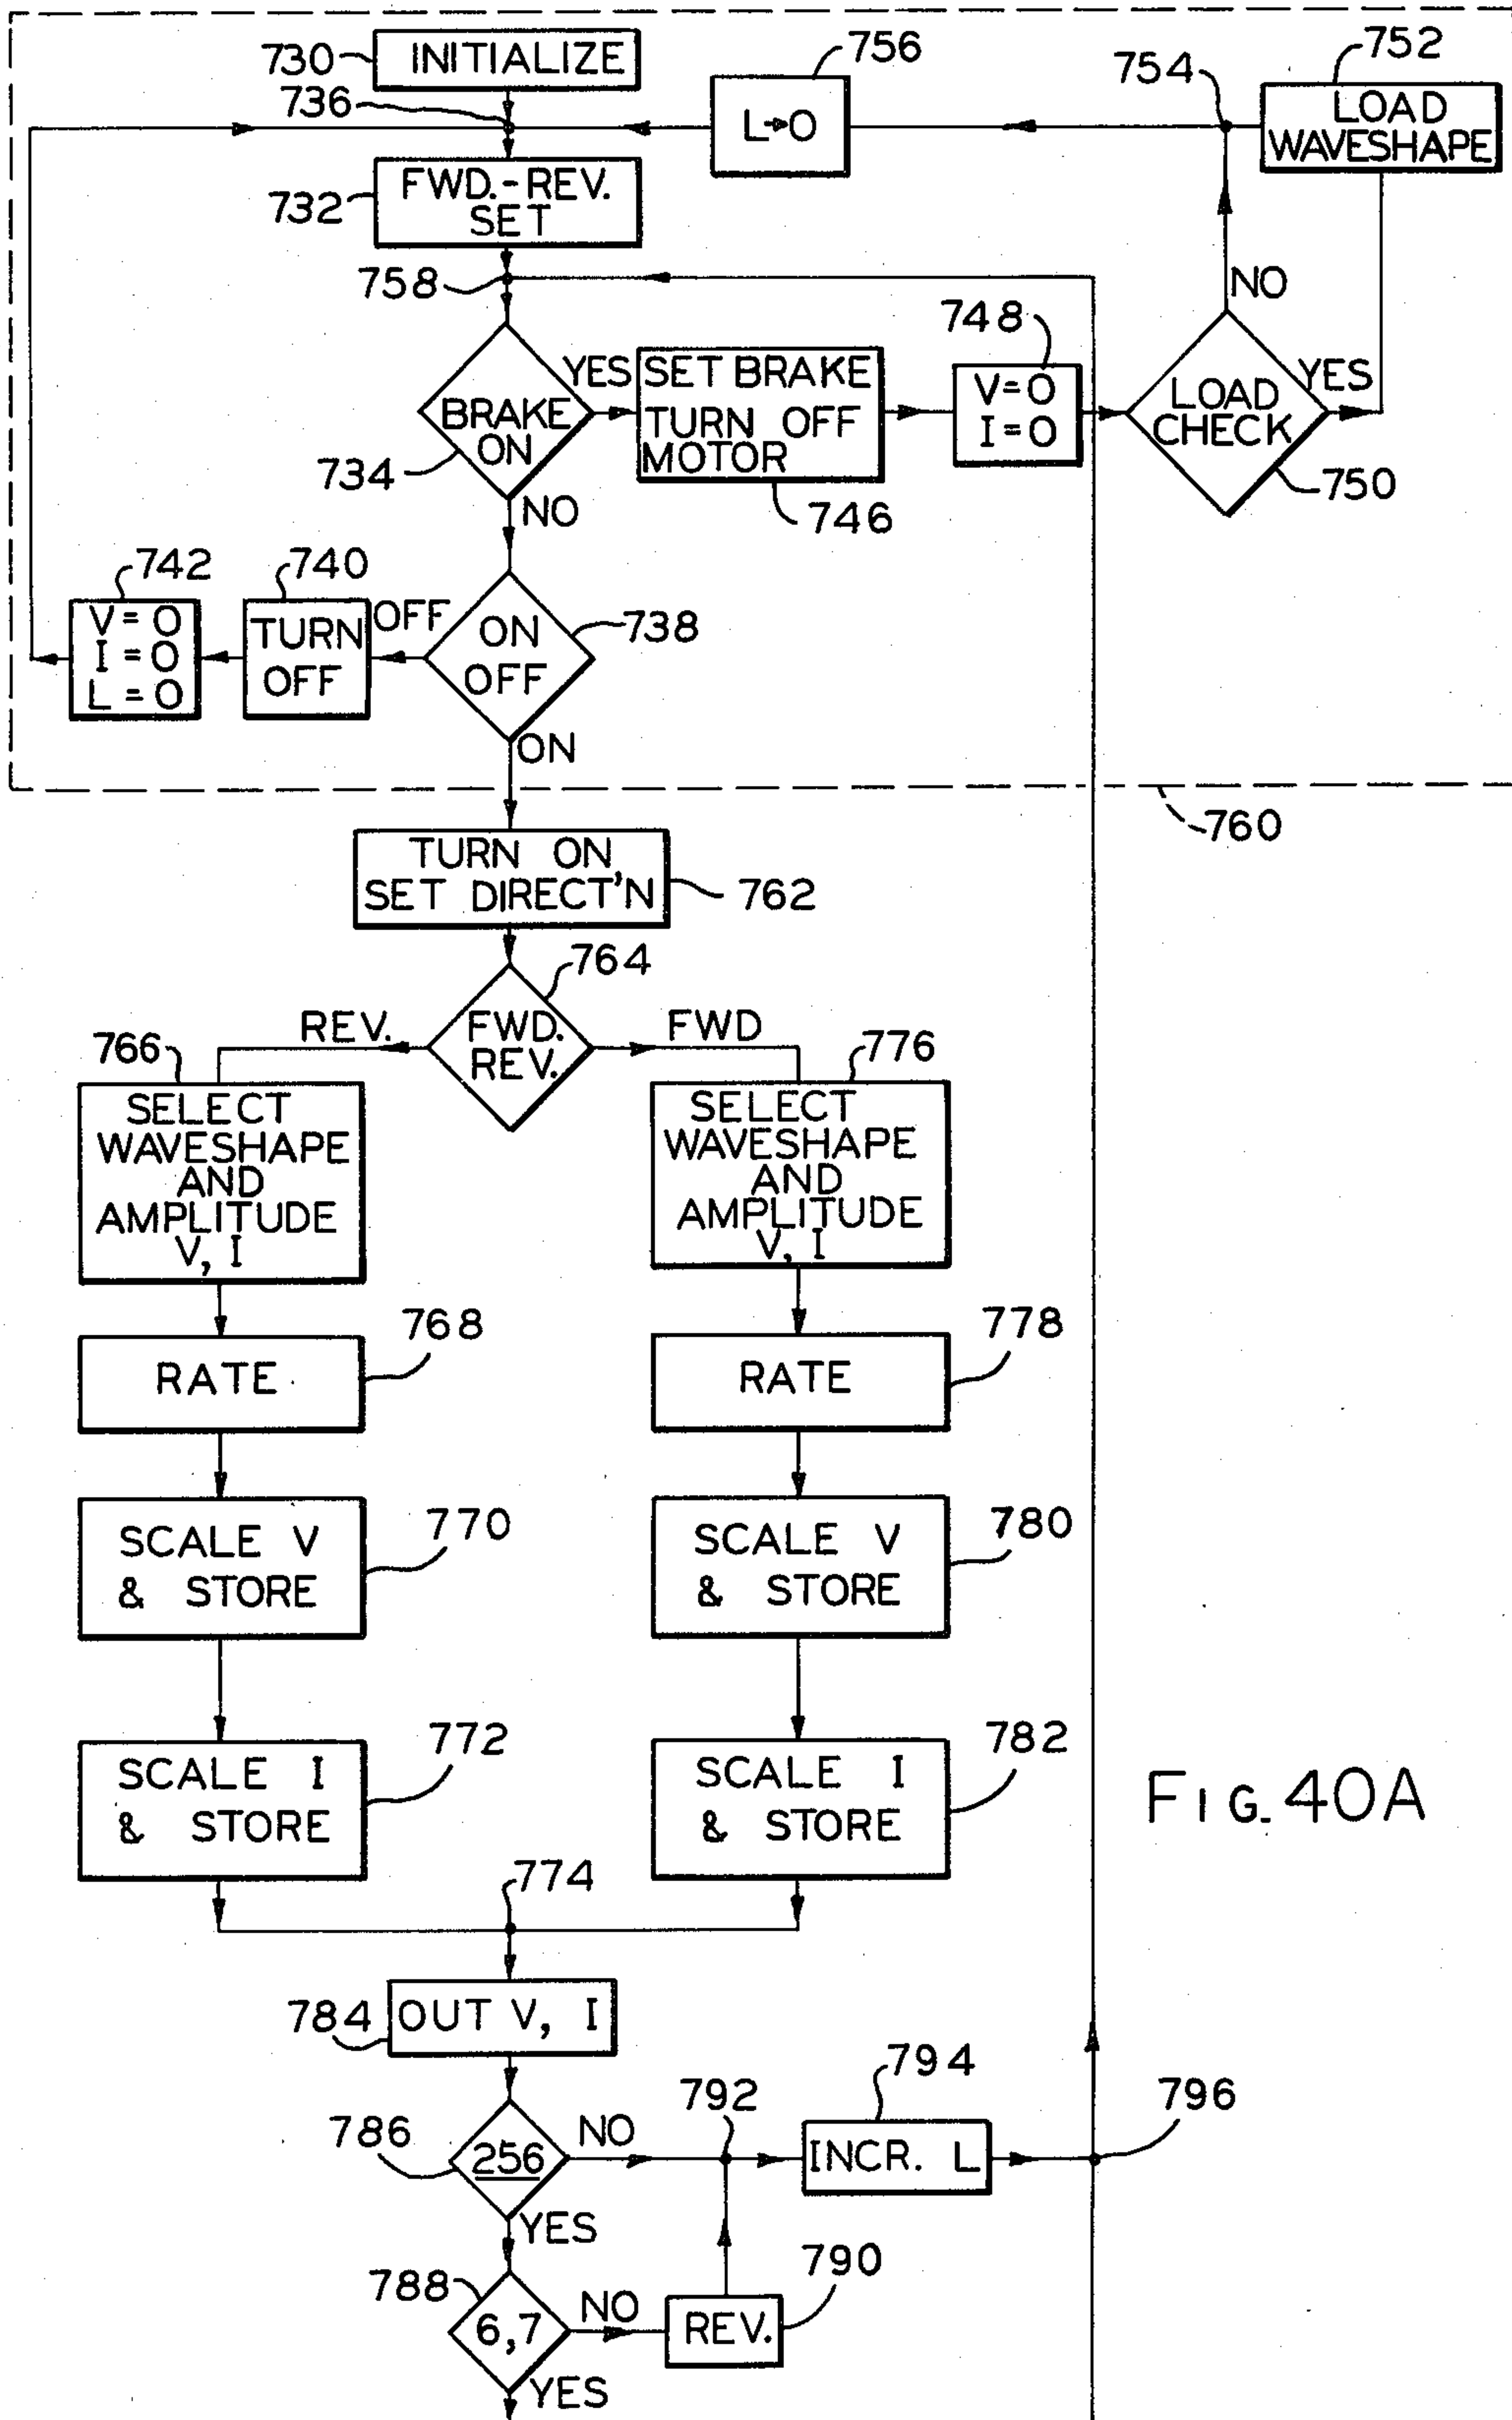 730 INITIALIZE
756
754
752
736
L→O
LOAD
WAVESHAPE
732
FWD.-REV.
SET
758
NO
748
YES
SET BRAKE
TURN OFF
MOTOR
V=O
I=O
LOAD
CHECK
YES
BRAKE
ON
734
750
746
NO
742
740
OFF
V=O
I=O
L=O
TURN
OFF
ON
OFF
738
ON
760
TURN ON,
SET DIRECT'N
762
764
REV.
FWD.
REV.
FWD
766
776
SELECT
WAVESHAPE
AND
AMPLITUDE
V, I
SELECT
WAVESHAPE
AND
AMPLITUDE
V, I
768
778
RATE
RATE
770
780
SCALE V
& STORE
SCALE V
& STORE
772
782
SCALE I
& STORE
SCALE I
& STORE
FIG. 40A
774
784
OUT V, I
794
792
796
786
256
NO
INCR. L
YES
790
788
6,7
NO
REV.
YES